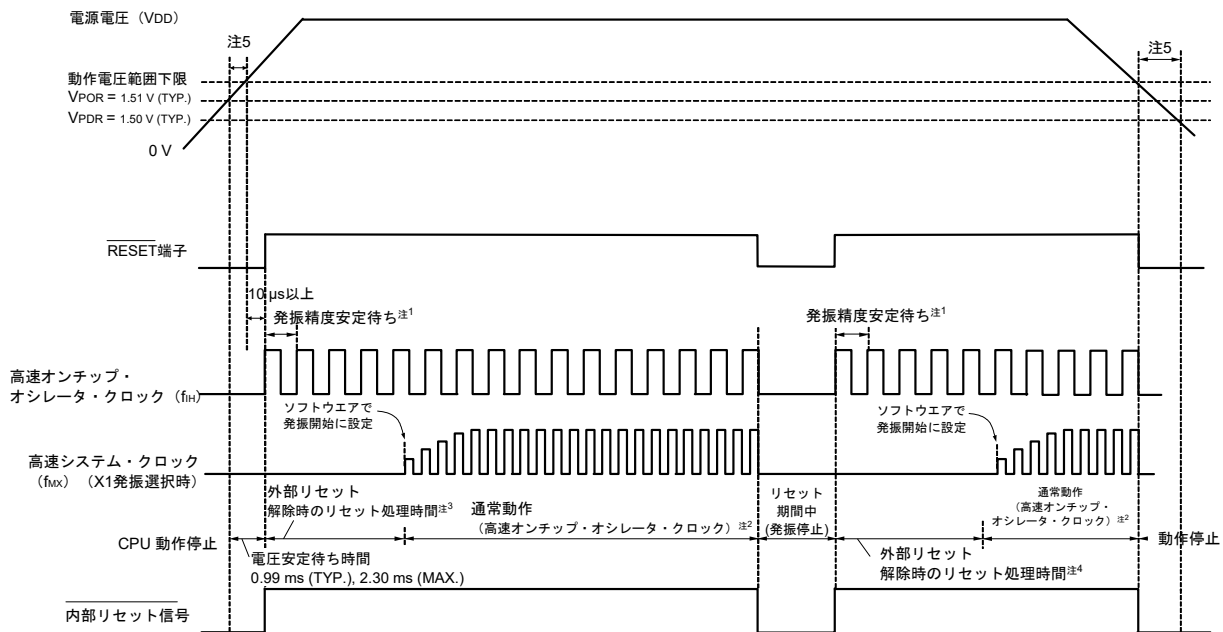 電源電圧（VDD）
注5
注5
動作電圧範囲下限
VPOR = 1.51 V (TYP.)
VPDR = 1.50 V (TYP.)
0 V
RESET端子
10 μs以上
発振精度安定待ち注1
発振精度安定待ち注1
高速オンチップ・
オシレータ・クロック（fIH）
ソフトウエアで
発振開始に設定
ソフトウエアで
発振開始に設定
高速システム・クロック
（fMX）（X1発振選択時）
外部リセット
解除時のリセット処理時間注3
通常動作
（高速オンチップ・オシレータ・クロック）注2
リセット
期間中
(発振停止)
通常動作
（高速オンチップ・
オシレータ・クロック）注2
CPU 動作停止
電圧安定待ち時間
0.99 ms (TYP.), 2.30 ms (MAX.)
外部リセット
解除時のリセット処理時間注4
動作停止
内部リセット信号